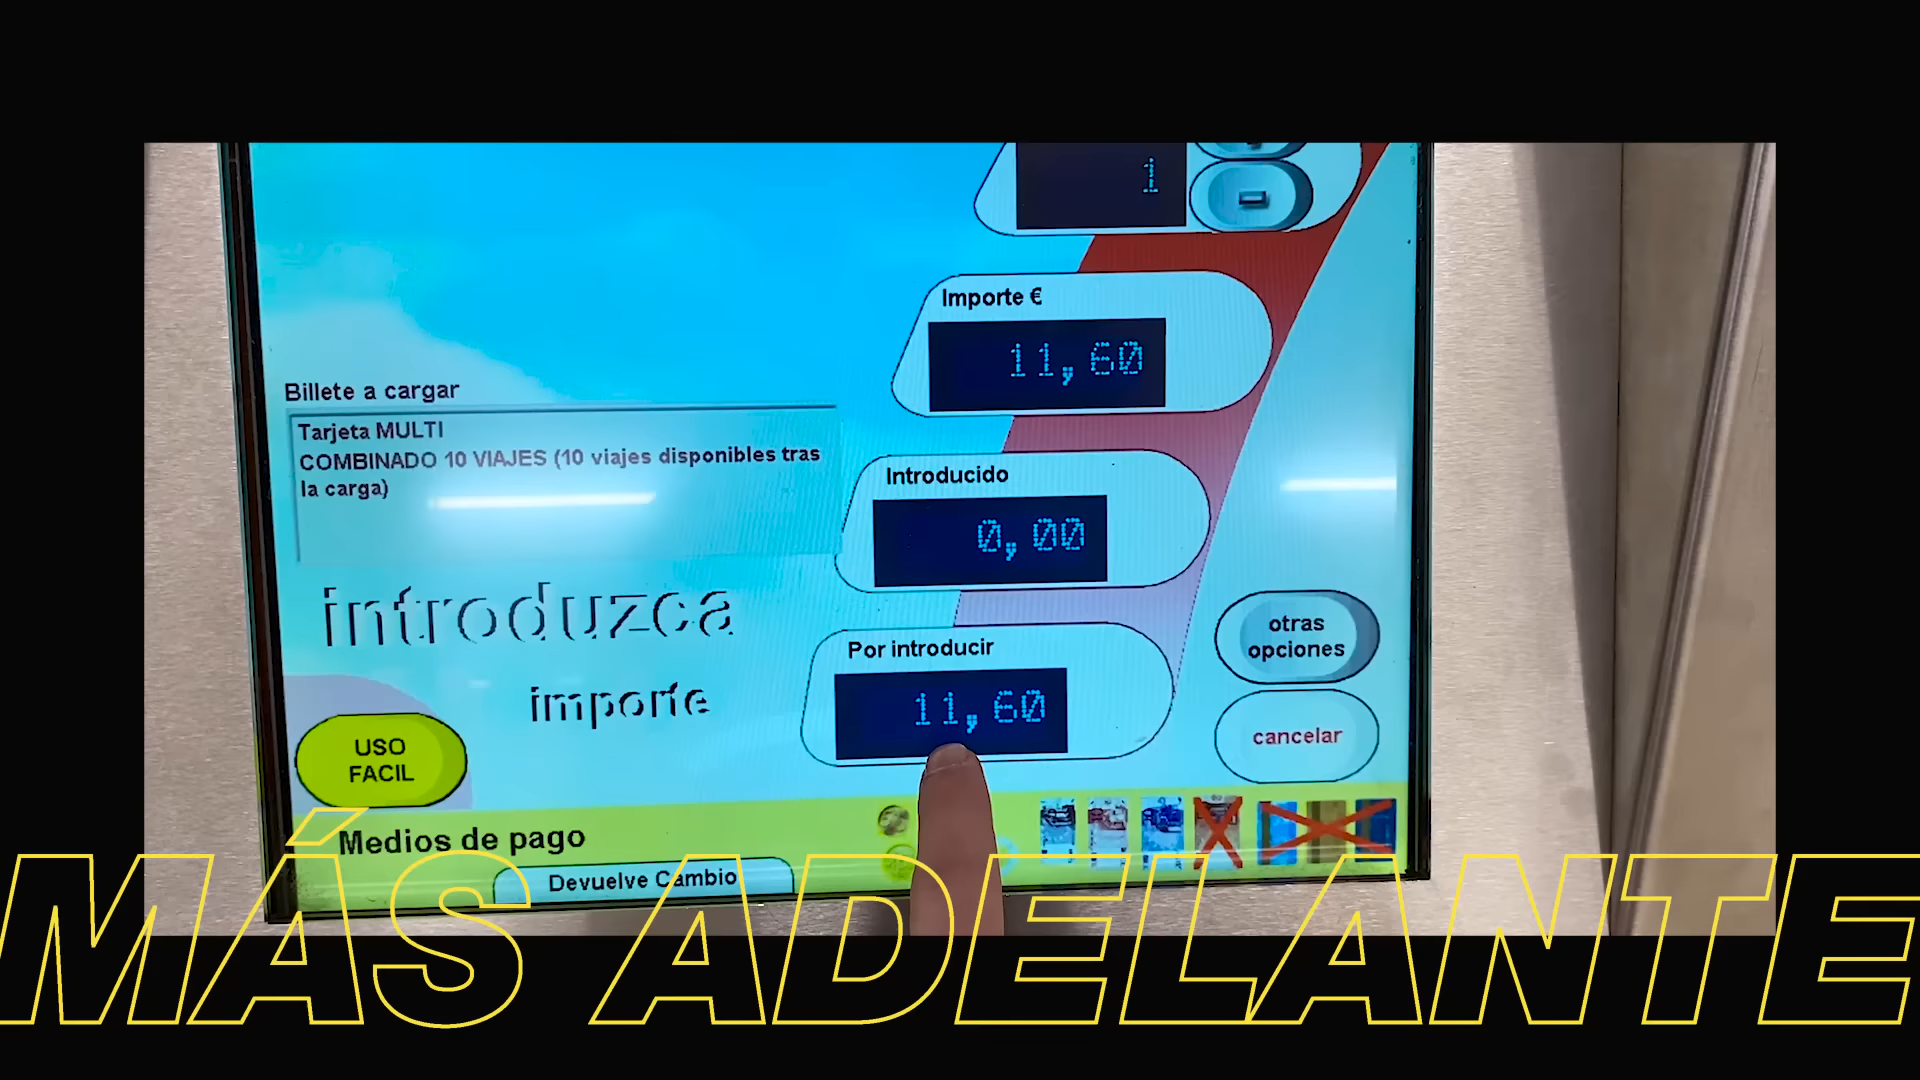 1
Importe €
11,60
Billete a cargar
Tarjeta MULTI
COMBINADO 10 VIAJES (10 viajes disponibles tras
la carga)
Introducido
0,00
introduzca
importe
Por introducir
11,60
otras
opciones
cancelar
USO
FACIL
Medios de pago
Devuelve Cambio
MÁS ADELANTE